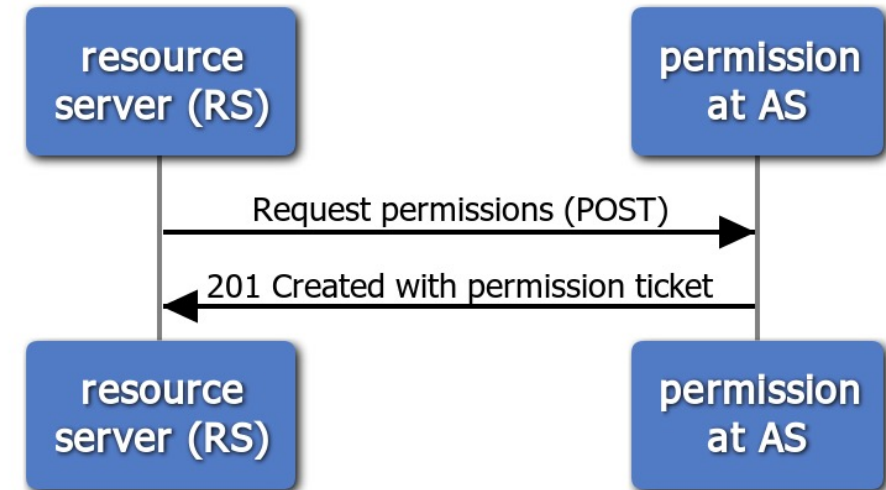 resource
server (RS)
permission
at AS
Request permissions (POST)
201 Created with permission ticket
resource
server (RS)
permission
at AS